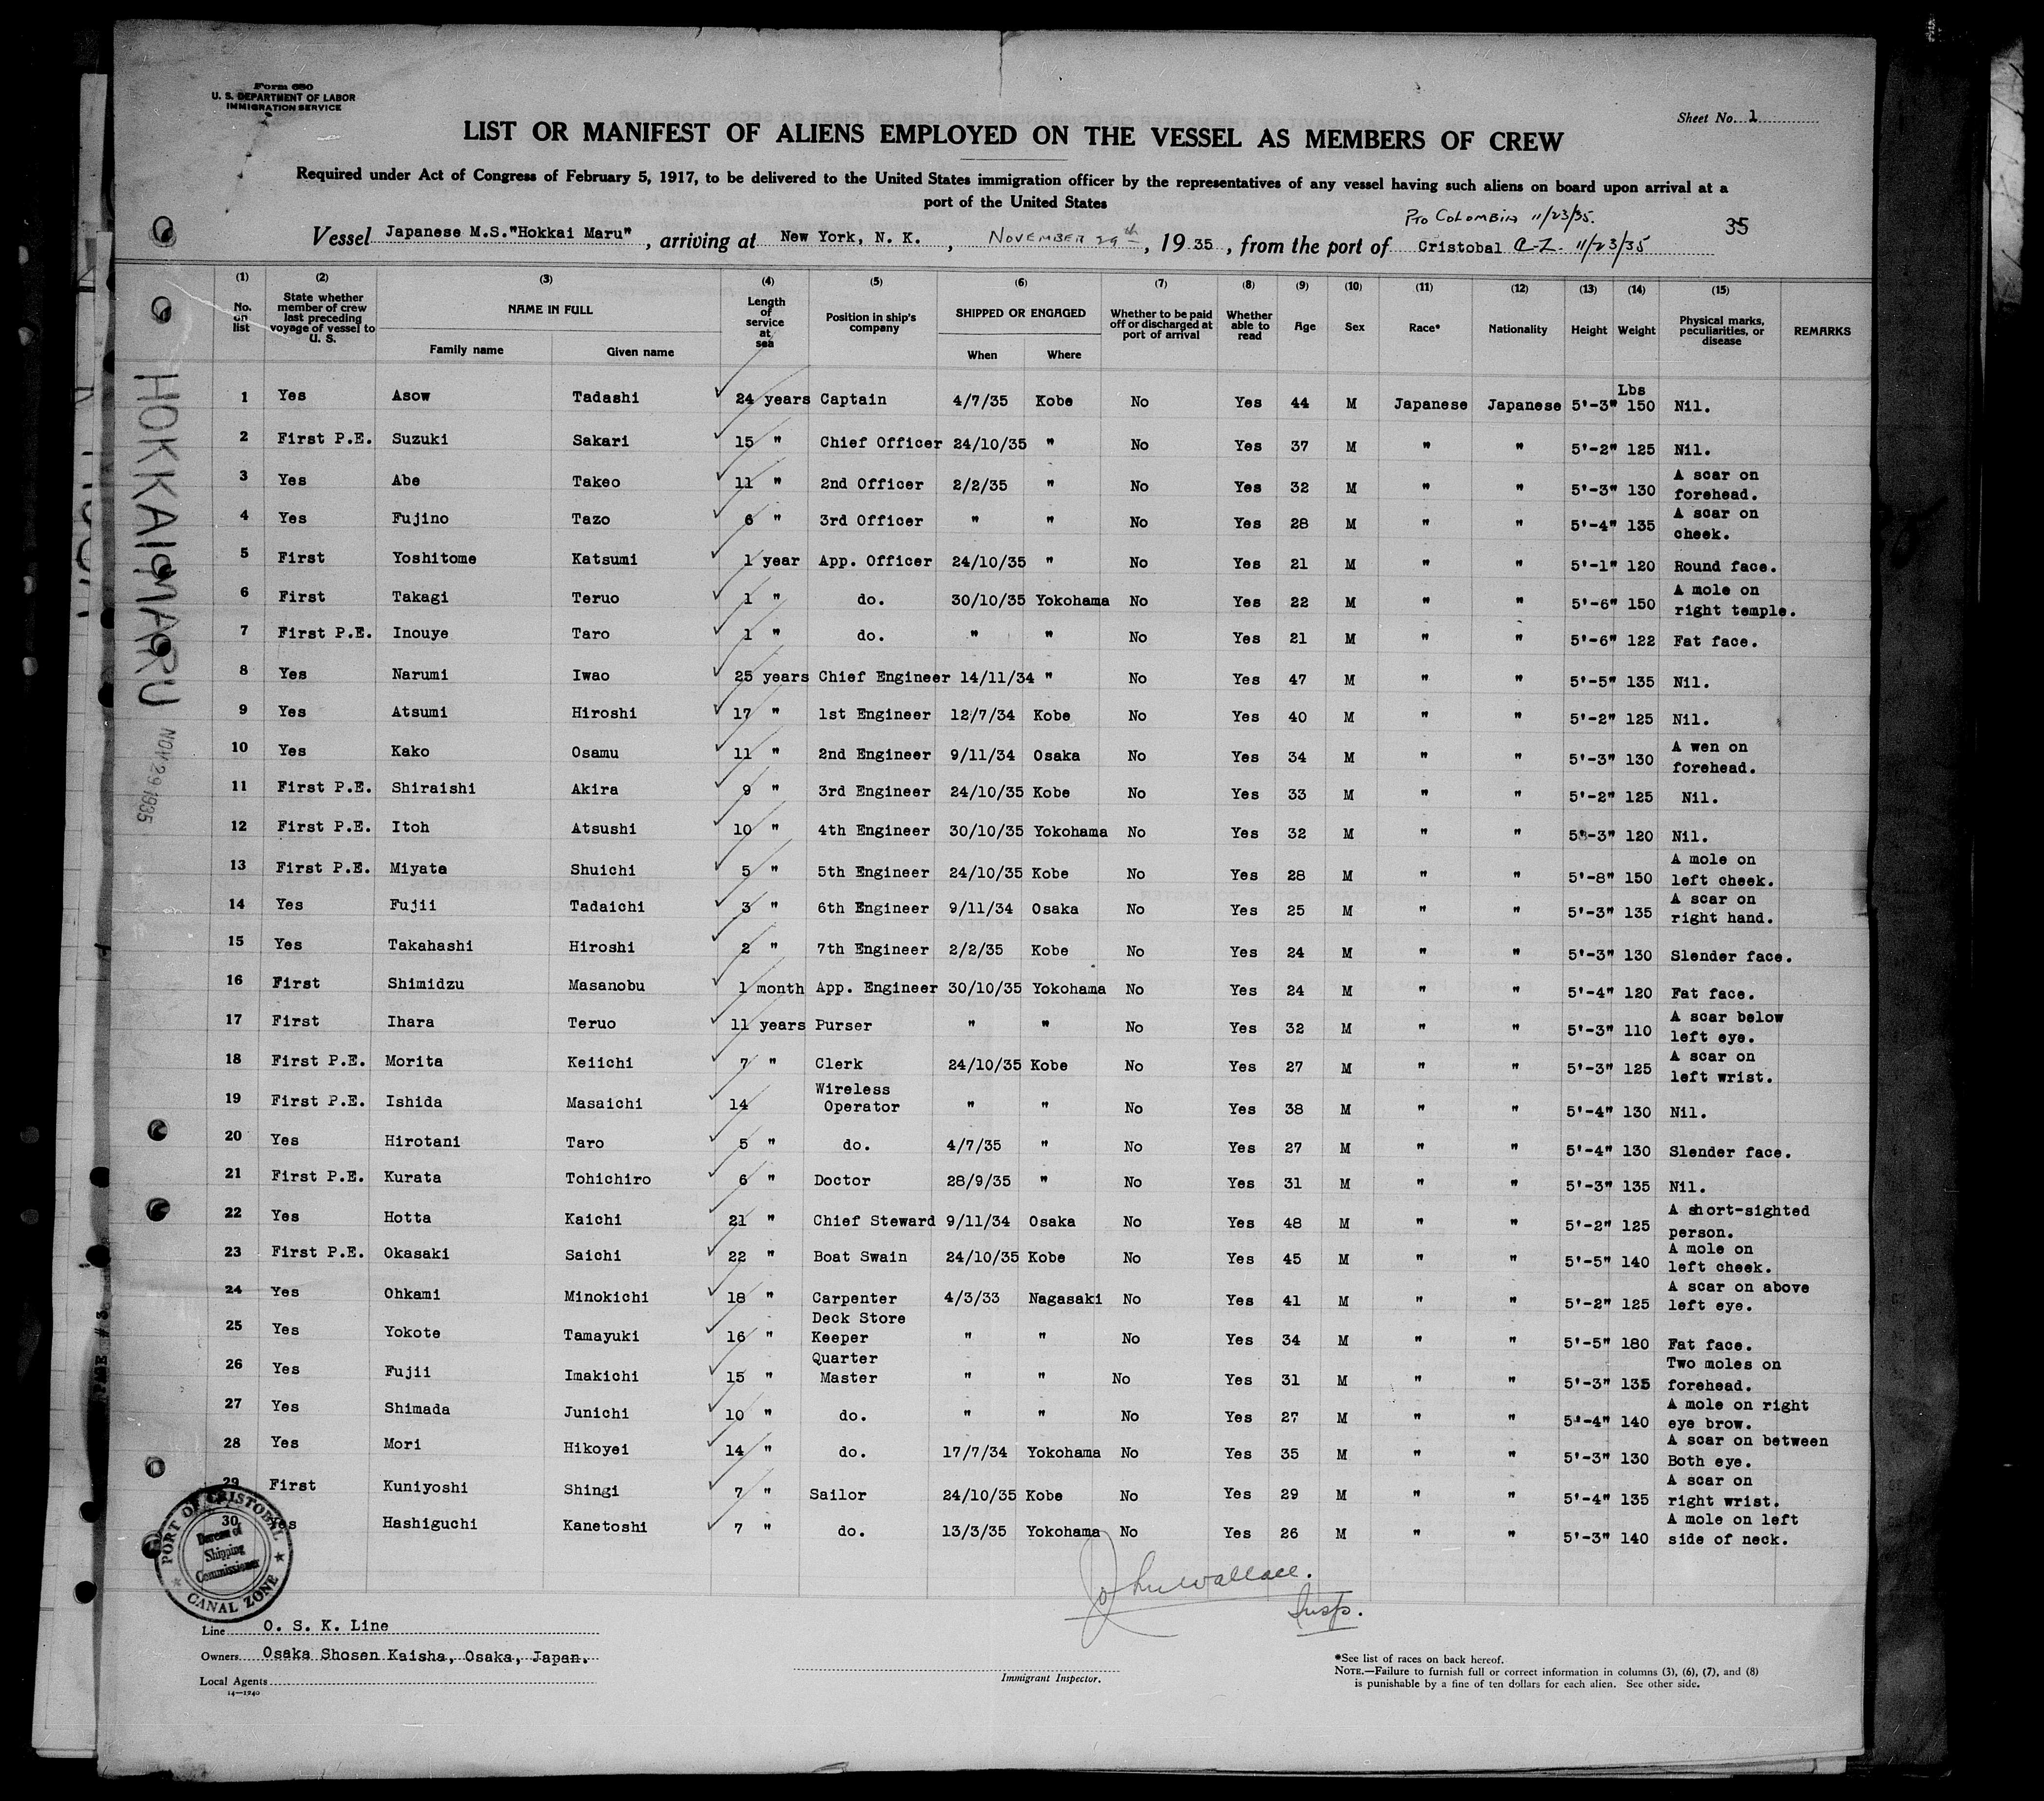 Form 680
U. S. DEPARTMENT OF LABOR
IMMIGRATION SERVICE
Sheet No. 1
LIST OR MANIFEST OF ALIENS EMPLOYED ON THE VESSEL AS MEMBERS OF CREW
Required under Act of Congress of February 5, 1917, to be delivered to the United States immigration officer by the representatives of any vessel having such aliens on board upon arrival at a
port of the United States
Pto Colombia 11/23/35.
35
Vessel Japanese M.S."Hokkai Maru", arriving at New York, N. K., November 29th, 1935, from the port of Cristobal C-Z. 11/23/35
(1) (2) (3) (4) (5) (6) (7) (8) (9) (10) (11) (12) (13) (14) (15)
No. on list | State whether member of crew last preceding voyage of vessel to U. S. | NAME IN FULL | Family name | Given name | Length of service at sea | Position in ship's company | SHIPPED OR ENGAGED | When | Where | Whether to be paid off or discharged at port of arrival | Whether able to read | Age | Sex | Race* | Nationality | Height | Weight | Physical marks, peculiarities, or disease | REMARKS
Lbs
1 Yes Asow Tadashi 24 years Captain 4/7/35 Kobe No Yes 44 M Japanese Japanese 5'-3" 150 Nil.
2 First P.E. Suzuki Sakari 15 " Chief Officer 24/10/35 " No Yes 37 M " " 5'-2" 125 Nil.
3 Yes Abe Takeo 11 " 2nd Officer 2/2/35 " No Yes 32 M " " 5'-3" 130 A scar on forehead.
4 Yes Fujino Tazo 6 " 3rd Officer " " No Yes 28 M " " 5'-4" 135 A scar on cheek.
5 First Yoshitome Katsumi 1 year App. Officer 24/10/35 " No Yes 21 M " " 5'-1" 120 Round face.
6 First Takagi Teruo 1 " do. 30/10/35 Yokohama No Yes 22 M " " 5'-6" 150 A mole on right temple.
7 First P.E. Inouye Taro 1 " do. " " No Yes 21 M " " 5'-6" 122 Fat face.
8 Yes Narumi Iwao 25 years Chief Engineer 14/11/34 " No Yes 47 M " " 5'-5" 135 Nil.
9 Yes Atsumi Hiroshi 17 " 1st Engineer 12/7/34 Kobe No Yes 40 M " " 5'-2" 125 Nil.
10 Yes Kako Osamu 11 " 2nd Engineer 9/11/34 Osaka No Yes 34 M " " 5'-3" 130 A wen on forehead.
11 First P.E. Shiraishi Akira 9 " 3rd Engineer 24/10/35 Kobe No Yes 33 M " " 5'-2" 125 Nil.
12 First P.E. Itoh Atsushi 10 " 4th Engineer 30/10/35 Yokohama No Yes 32 M " " 5'-3" 120 Nil.
13 First P.E. Miyata Shuichi 5 " 5th Engineer 24/10/35 Kobe No Yes 28 M " " 5'-8" 150 A mole on left cheek.
14 Yes Fujii Tadaichi 3 " 6th Engineer 9/11/34 Osaka No Yes 25 M " " 5'-3" 135 A scar on right hand.
15 Yes Takahashi Hiroshi 2 " 7th Engineer 2/2/35 Kobe No Yes 24 M " " 5'-3" 130 Slender face.
16 First Shimidzu Masanobu 1 month App. Engineer 30/10/35 Yokohama No Yes 24 M " " 5'-4" 120 Fat face.
17 First Ihara Teruo 11 years Purser " " No Yes 32 M " " 5'-3" 110 A scar below left eye.
18 First P.E. Morita Keiichi 7 " Clerk 24/10/35 Kobe No Yes 27 M " " 5'-3" 125 A scar on left wrist.
19 First P.E. Ishida Masaichi 14 Wireless Operator " " No Yes 38 M " " 5'-4" 130 Nil.
20 Yes Hirotani Taro 5 " do. 4/7/35 " No Yes 27 M " " 5'-4" 130 Slender face.
21 First P.E. Kurata Tohichiro 6 " Doctor 28/9/35 " No Yes 31 M " " 5'-3" 135 Nil.
22 Yes Hotta Kaichi 21 " Chief Steward 9/11/34 Osaka No Yes 48 M " " 5'-2" 125 A short-sighted person.
23 First P.E. Okasaki Saichi 22 " Boat Swain 24/10/35 Kobe No Yes 45 M " " 5'-5" 140 A mole on left cheek.
24 Yes Ohkami Minokichi 18 " Carpenter 4/3/33 Nagasaki No Yes 41 M " " 5'-2" 125 A scar on above left eye.
25 Yes Yokote Tamayuki 16 " Deck Store Keeper " " No Yes 34 M " " 5'-5" 180 Fat face.
26 Yes Fujii Imakichi 15 " Quarter Master " " No Yes 31 M " " 5'-3" 135 Two moles on forehead.
27 Yes Shimada Junichi 10 " do. " " No Yes 27 M " " 5'-4" 140 A mole on right eye brow.
28 Yes Mori Hikoyei 14 " do. 17/7/34 Yokohama No Yes 35 M " " 5'-3" 130 A scar on between Both eye.
29 First Kuniyoshi Shingi 7 " Sailor 24/10/35 Kobe No Yes 29 M " " 5'-4" 135 A scar on right wrist.
30 Yes Hashiguchi Kanetoshi 7 " do. 13/3/35 Yokohama No Yes 26 M " " 5'-3" 140 A mole on left side of neck.
HOKKAI MARU
NOV 29 1935
PORT OF CRISTOBAL
Bureau of
Shipping
Commissioner
CANAL ZONE
John Wallace.
Insp.
Line O. S. K. Line
Owners Osaka Shosen Kaisha, Osaka, Japan.
Local Agents
14—1240
Immigrant Inspector.
*See list of races on back hereof.
NOTE.—Failure to furnish full or correct information in columns (3), (6), (7), and (8)
is punishable by a fine of ten dollars for each alien. See other side.